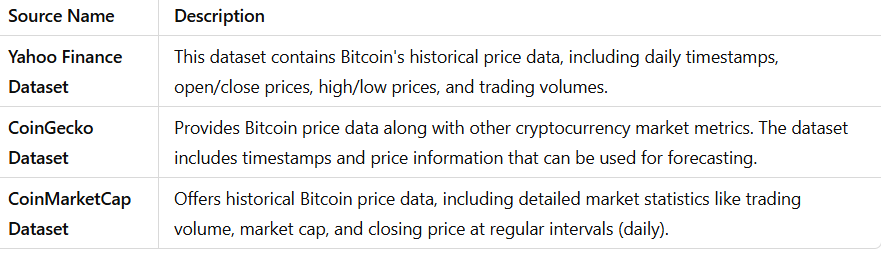 Source Name Description
Yahoo Finance This dataset contains Bitcoin's historical price data, including daily timestamps,
Dataset open/close prices, high/low prices, and trading volumes.
CoinGecko Provides Bitcoin price data along with other cryptocurrency market metrics. The dataset
Dataset includes timestamps and price information that can be used for forecasting.
CoinMarketCap Offers historical Bitcoin price data, including detailed market statistics like trading
Dataset volume, market cap, and closing price at regular intervals (daily).